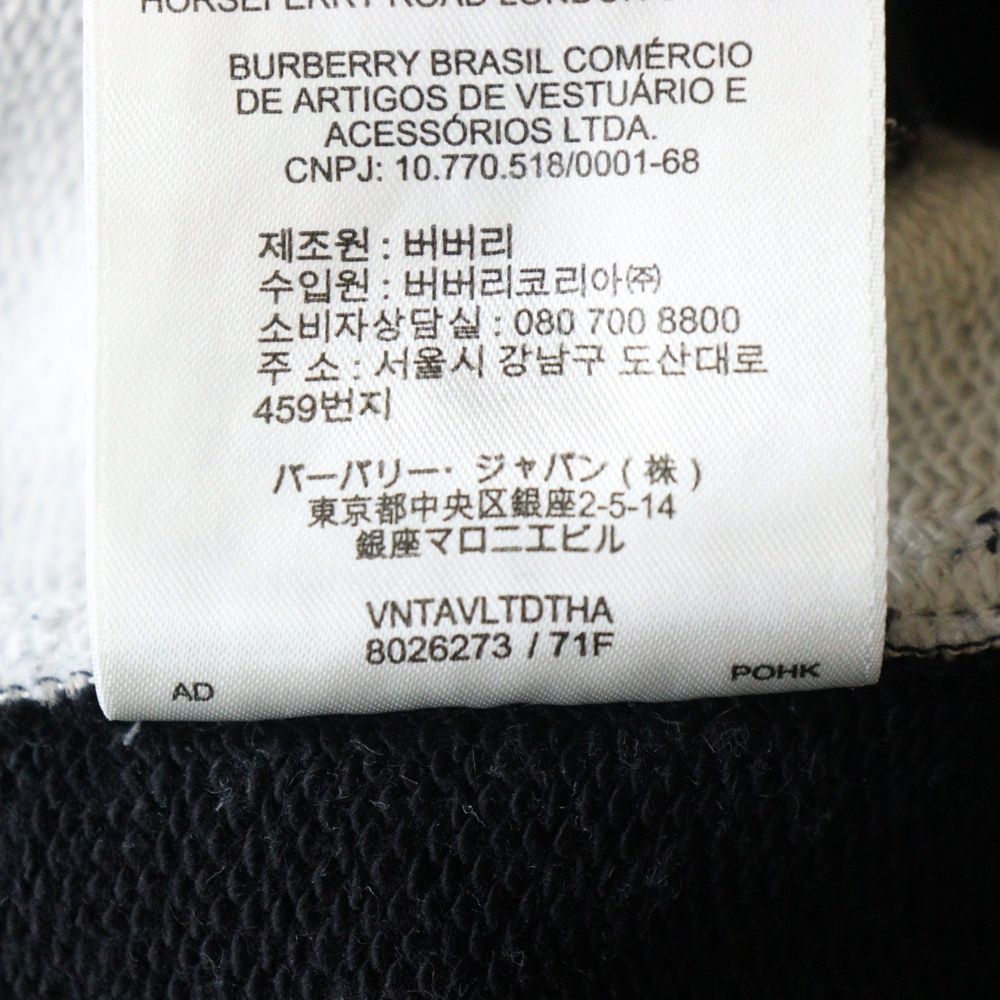 HORSEFERRY ROAD LONDON
BURBERRY BRASIL COMÉRCIO
DE ARTIGOS DE VESTUÁRIO E
ACESSÓRIOS LTDA.
CNPJ: 10.770.518/0001-68
제조원 : 버버리
수입원 : 버버리코리아㈜
소비자상담실 : 080 700 8800
주 소 : 서울시 강남구 도산대로
459번지
バーバリー・ジャパン ( 株 )
東京都中央区銀座2-5-14
銀座マロニエビル
VNTAVLTDTHA
8026273 / 71F
AD
POHK